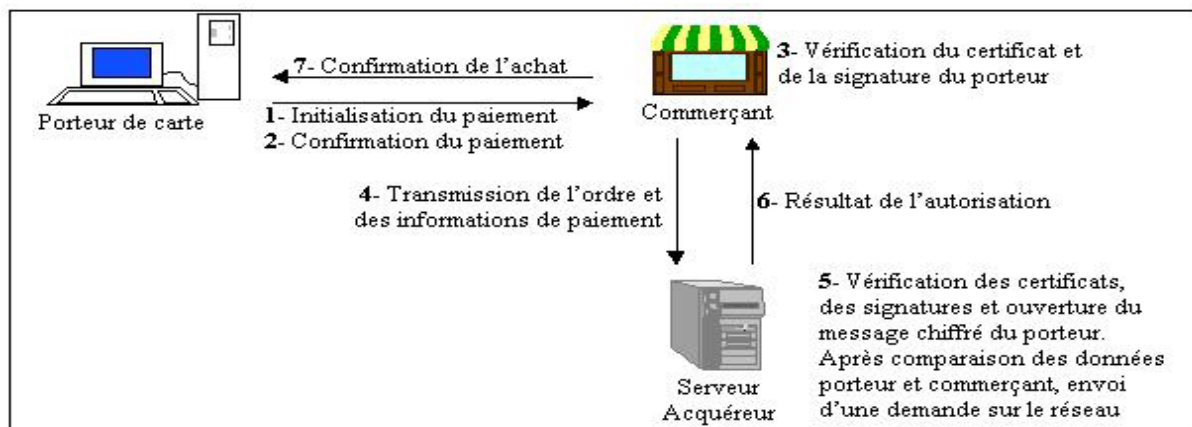 7- Confirmation de l'achat
Porteur de carte
1- Initialisation du paiement
2- Confirmation du paiement
Commerçant
3- Vérification du certificat et
de la signature du porteur
4- Transmission de l'ordre et
des informations de paiement
6- Résultat de l'autorisation
Serveur
Acquéreur
5- Vérification des certificats,
des signatures et ouverture du
message chiffré du porteur.
Après comparaison des données
porteur et commerçant, envoi
d'une demande sur le réseau